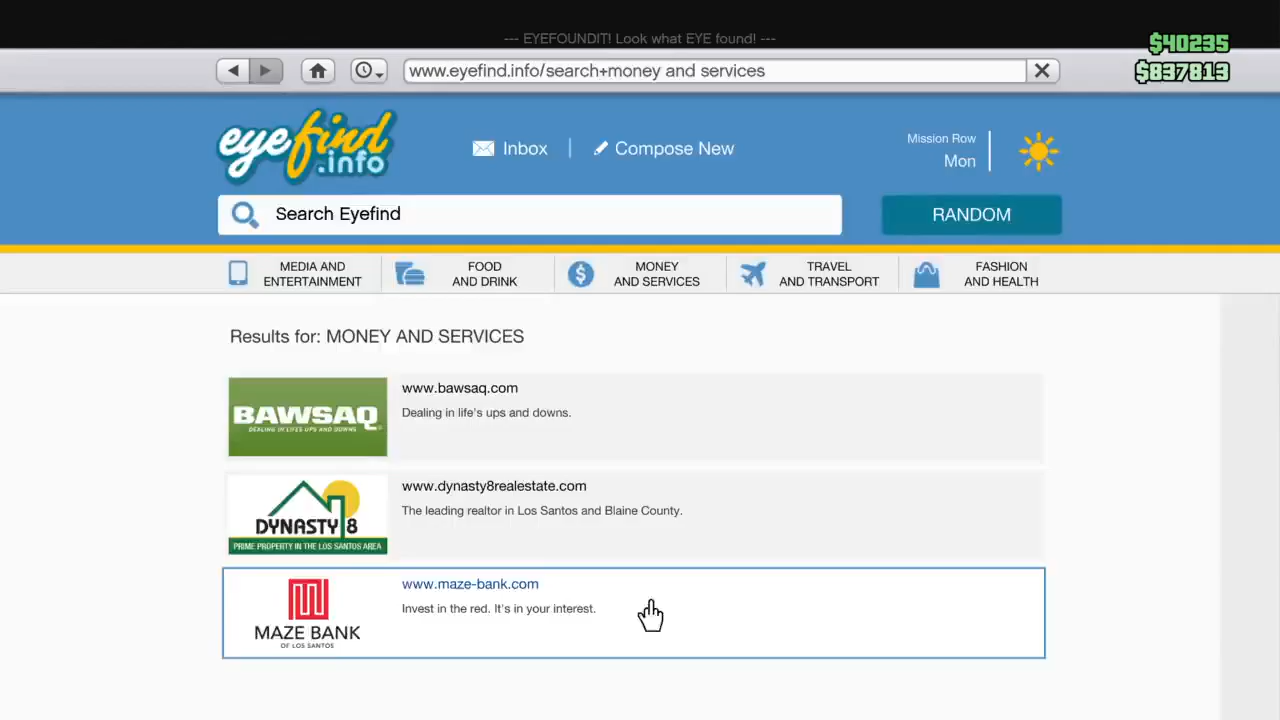 --- EYEFOUNDIT! Look what EYE found! ---
$40235
$837813
www.eyefind.info/search+money and services
eyefind
.info
Inbox
Compose New
Mission Row
Mon
Search Eyefind
RANDOM
MEDIA AND
ENTERTAINMENT
FOOD
AND DRINK
MONEY
AND SERVICES
TRAVEL
AND TRANSPORT
FASHION
AND HEALTH
Results for: MONEY AND SERVICES
BAWSAQ
DEALING IN LIFE'S UPS AND DOWNS
www.bawsaq.com
Dealing in life's ups and downs.
DYNASTY 8
PRIME PROPERTY IN THE LOS SANTOS AREA
www.dynasty8realestate.com
The leading realtor in Los Santos and Blaine County.
MAZE BANK
OF LOS SANTOS
www.maze-bank.com
Invest in the red. It's in your interest.